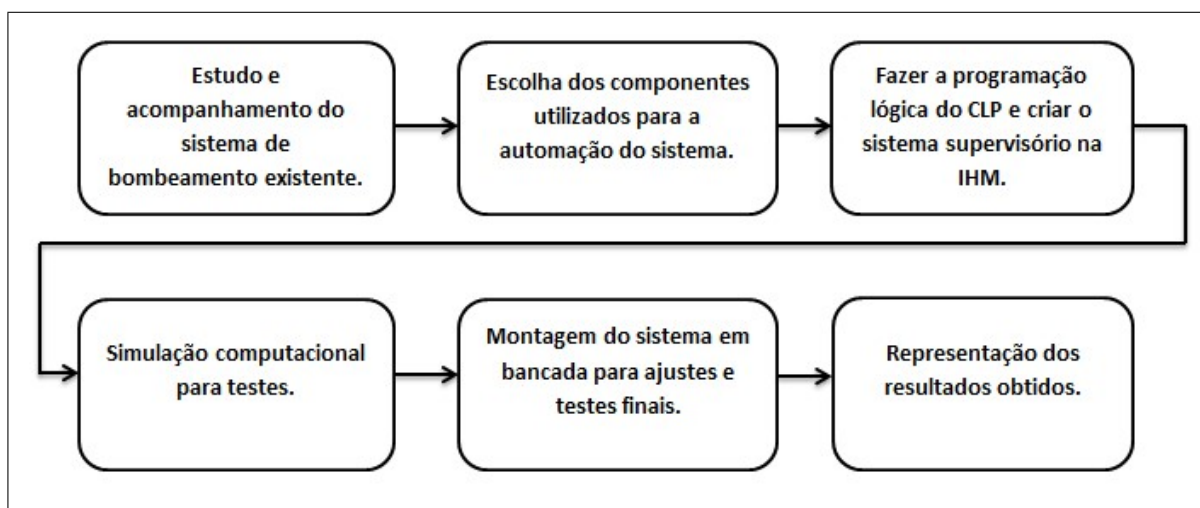 Estudo e
acompanhamento do
sistema de
bombeamento existente.
Escolha dos componentes
utilizados para a
automação do sistema.
Fazer a programação
lógica do CLP e criar o
sistema supervisório na
IHM.
Simulação computacional
para testes.
Montagem do sistema em
bancada para ajustes e
testes finais.
Representação dos
resultados obtidos.